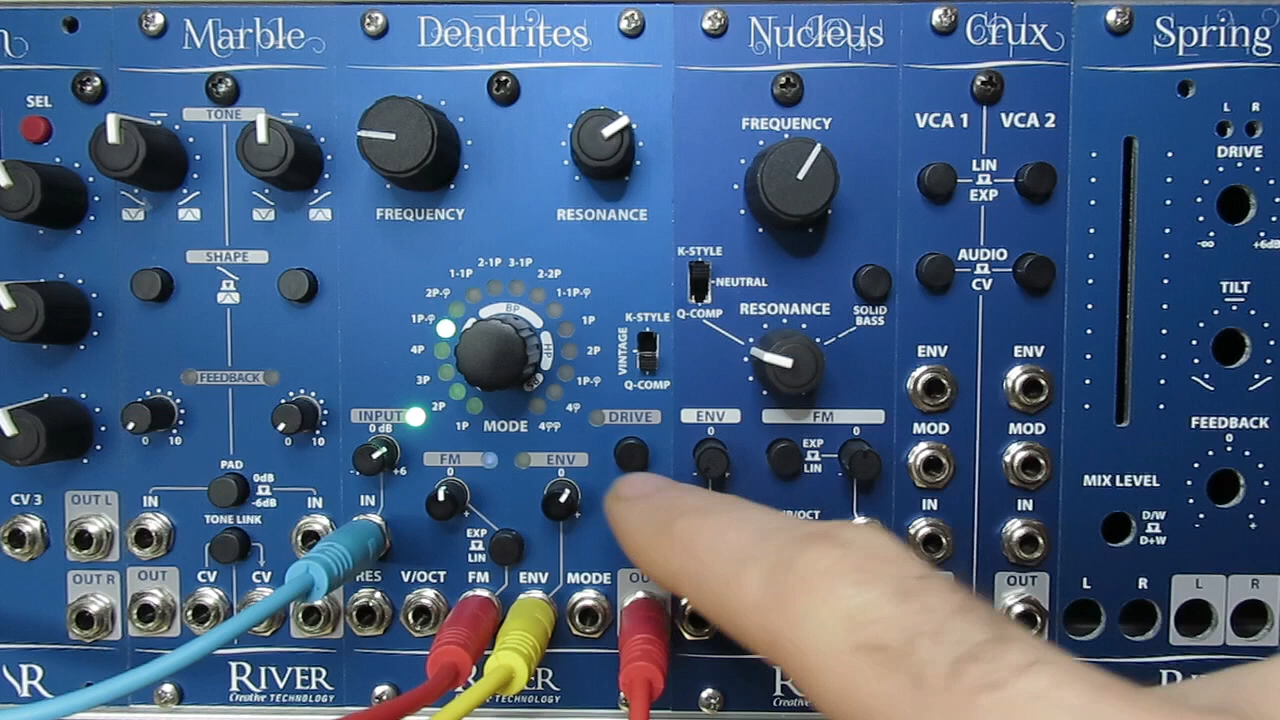 Marble
Dendrites
Nucleus
Crux
Spring
SEL
TONE
SHAPE
FEEDBACK
0 10
0 10
PAD
0dB
-6dB
IN
IN
TONE LINK
CV 3
OUT L
OUT R
OUT
CV
CV
RIVER
Creative TECHNOLOGY
FREQUENCY
RESONANCE
2-1P
3-1P
1-1P
2-2P
2P-φ
1-1P-φ
1P-φ
1P
4P
2P
3P
1P-φ
2P
4φ
1P
4φφ
BP
HP
MODE
K-STYLE
VINTAGE
Q-COMP
INPUT
0 dB
+6
DRIVE
FM
0
+
ENV
0
+
IN
EXP
LIN
RES
V/OCT
FM
ENV
MODE
TECHNOLOGY
FREQUENCY
K-STYLE
NEUTRAL
Q-COMP
RESONANCE
SOLID
BASS
ENV
0
FM
0
EXP
LIN
Creative
VCA 1
VCA 2
LIN
EXP
AUDIO
CV
ENV
ENV
MOD
MOD
IN
IN
OUT
L R
DRIVE
-∞
+6dB
TILT
FEEDBACK
0
- +
MIX LEVEL
D/W
D+W
L
R
L
R